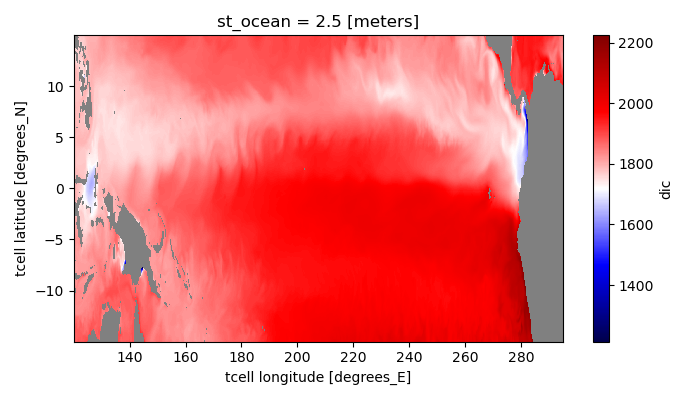 st_ocean = 2.5 [meters]
10
5
0
−5
−10
tcell latitude [degrees_N]
140 160 180 200 220 240 260 280
tcell longitude [degrees_E]
2200
2000
1800
1600
1400
dic